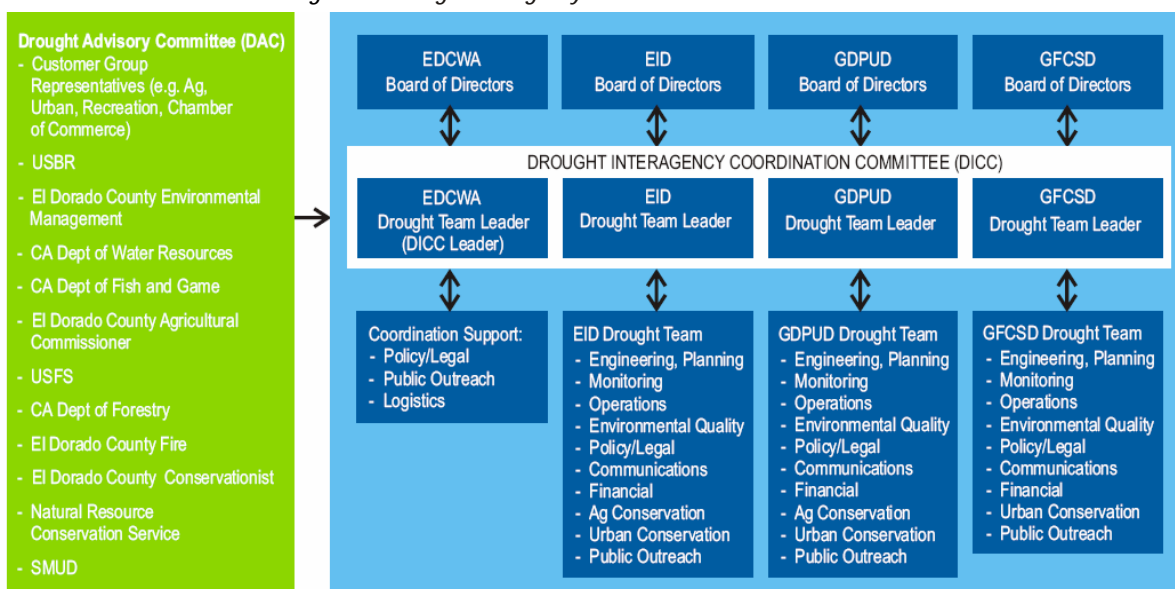 Drought Advisory Committee (DAC)
- Customer Group
Representatives (e.g. Ag,
Urban, Recreation, Chamber
of Commerce)
- USBR
- El Dorado County Environmental
Management
- CA Dept of Water Resources
- CA Dept of Fish and Game
- El Dorado County Agricultural
Commissioner
- USFS
- CA Dept of Forestry
- El Dorado County Fire
- El Dorado County Conservationist
- Natural Resource
Conservation Service
- SMUD
EDCWA
Board of Directors
EID
Board of Directors
GDPUD
Board of Directors
GFCSD
Board of Directors
DROUGHT INTERAGENCY COORDINATION COMMITTEE (DICC)
EDCWA
Drought Team Leader
(DICC Leader)
EID
Drought Team Leader
GDPUD
Drought Team Leader
GFCSD
Drought Team Leader
Coordination Support:
- Policy/Legal
- Public Outreach
- Logistics
EID Drought Team
- Engineering, Planning
- Monitoring
- Operations
- Environmental Quality
- Policy/Legal
- Communications
- Financial
- Ag Conservation
- Urban Conservation
- Public Outreach
GDPUD Drought Team
- Engineering, Planning
- Monitoring
- Operations
- Environmental Quality
- Policy/Legal
- Communications
- Financial
- Ag Conservation
- Urban Conservation
- Public Outreach
GFCSD Drought Team
- Engineering, Planning
- Monitoring
- Operations
- Environmental Quality
- Policy/Legal
- Communications
- Financial
- Urban Conservation
- Public Outreach